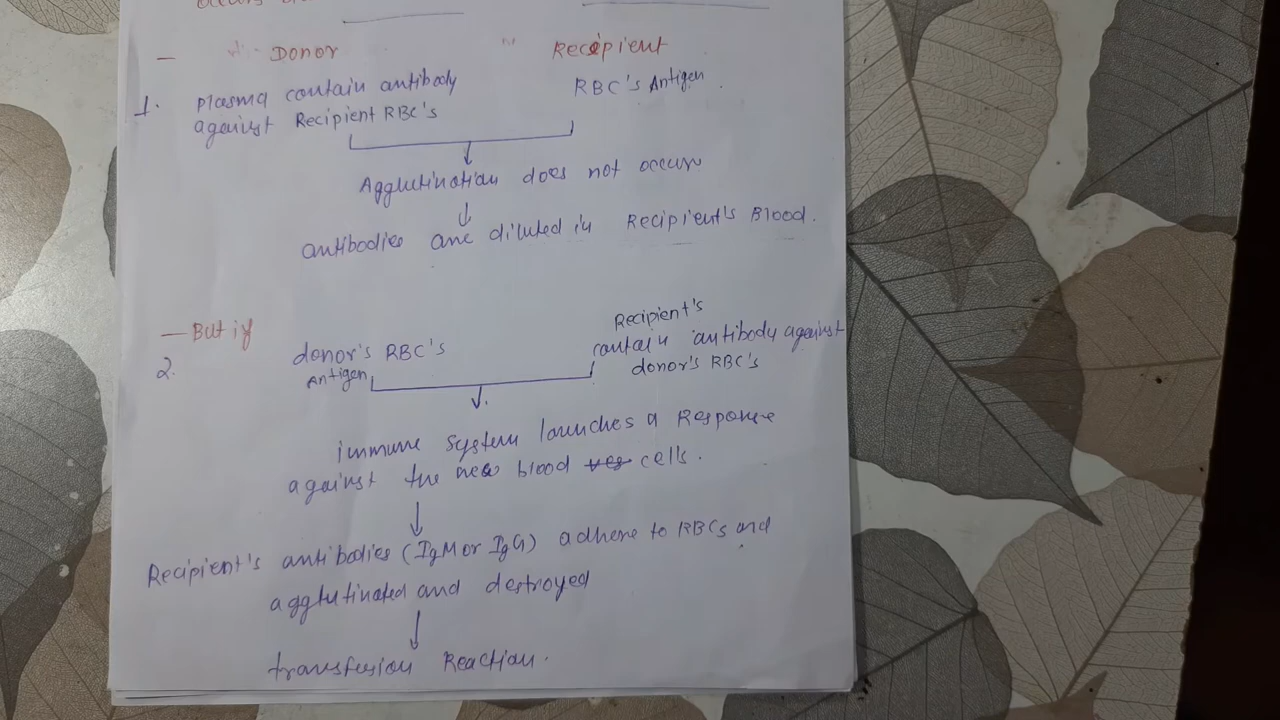 — Donor Recipient
1. Plasma contain antibody RBC's Antigen
against Recipient RBC's
Agglutination does not occur
antibodies are diluted in Recipient's Blood.
— But if
2.
donor's RBC's
Antigen
Recipient's
contain antibody against
donor's RBC's
immune system launches a Response
against the new blood cells.
Recipient's antibodies (IgM or IgG) adhere to RBCs and
agglutinated and destroyed
transfusion Reaction.